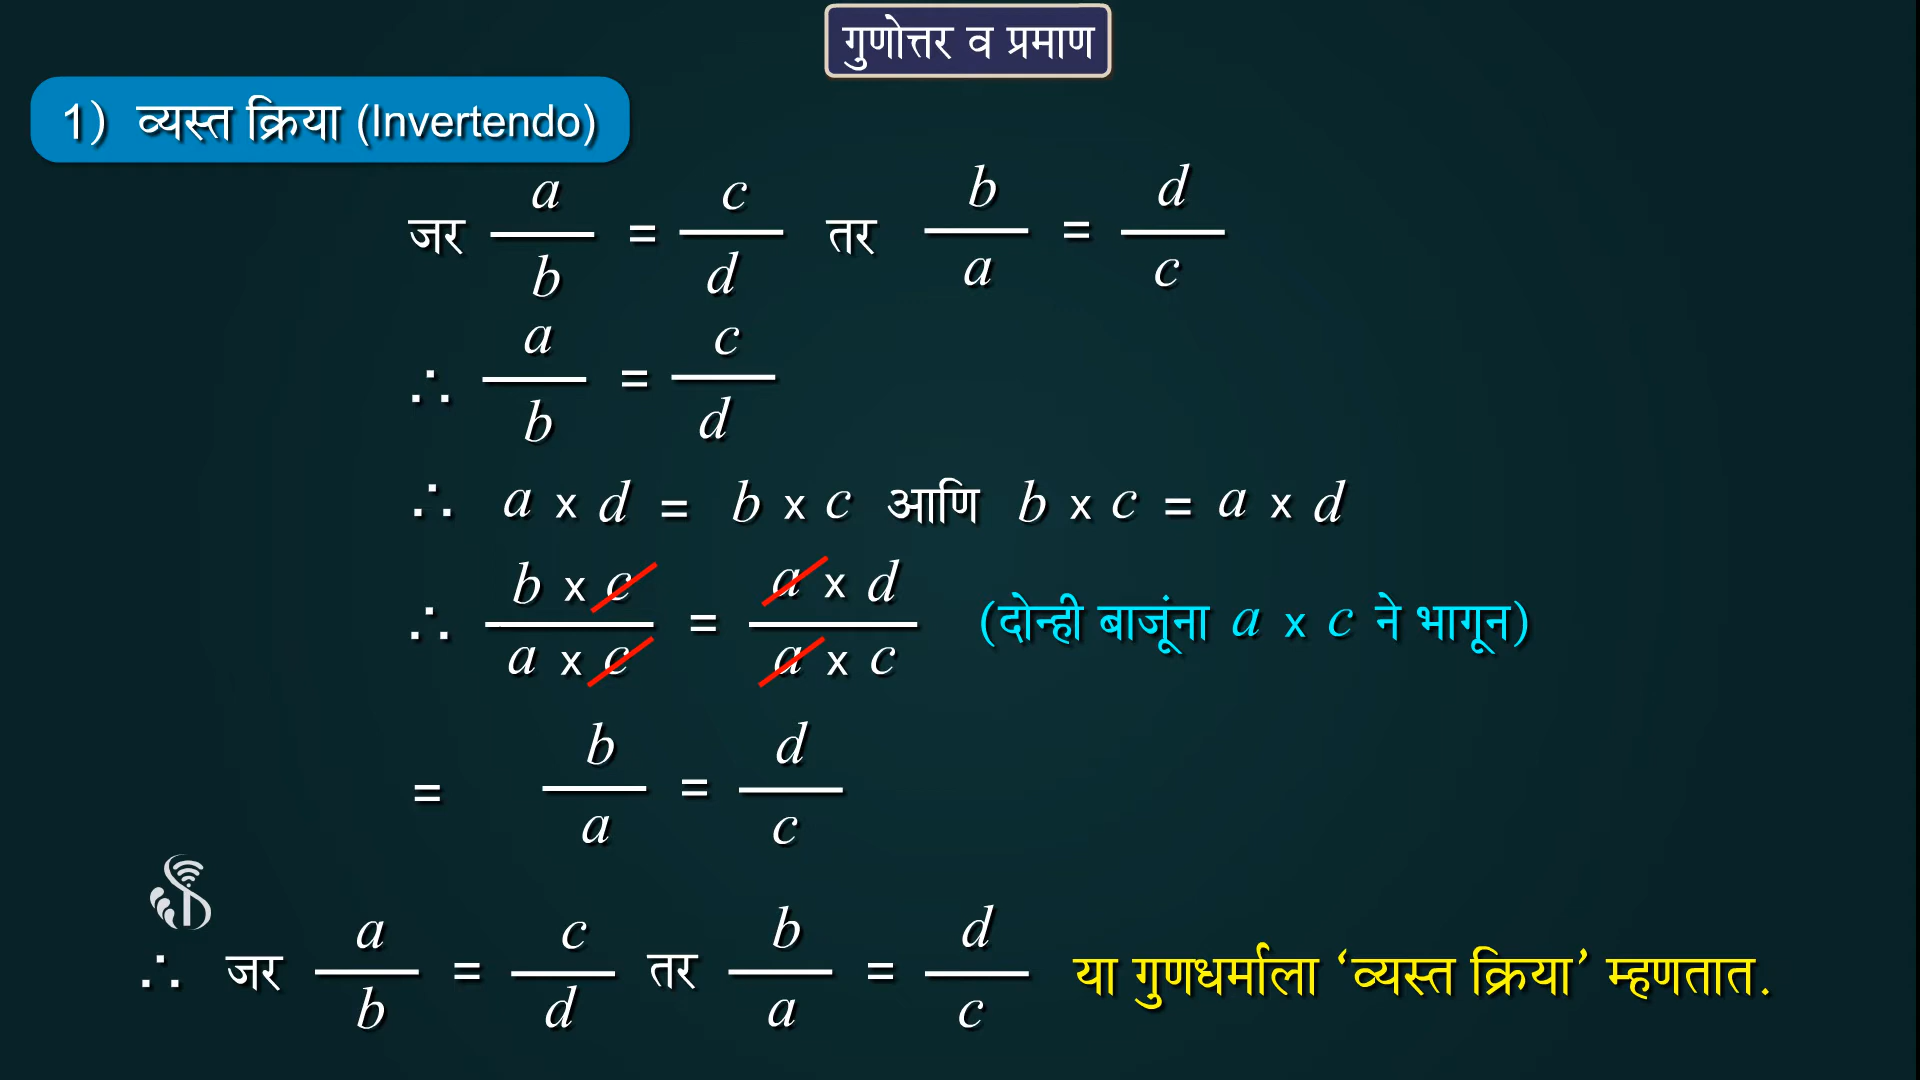 गुणोत्तर व प्रमाण
1) व्यस्त क्रिया (Invertendo)
जर a/b = c/d तर b/a = d/c
∴ a/b = c/d
∴ a x d = b x c आणि b x c = a x d
∴ b x c / a x c = a x d / a x c (दोन्ही बाजूंना a x c ने भागून)
= b/a = d/c
∴ जर a/b = c/d तर b/a = d/c या गुणधर्माला ‘व्यस्त क्रिया’ म्हणतात.